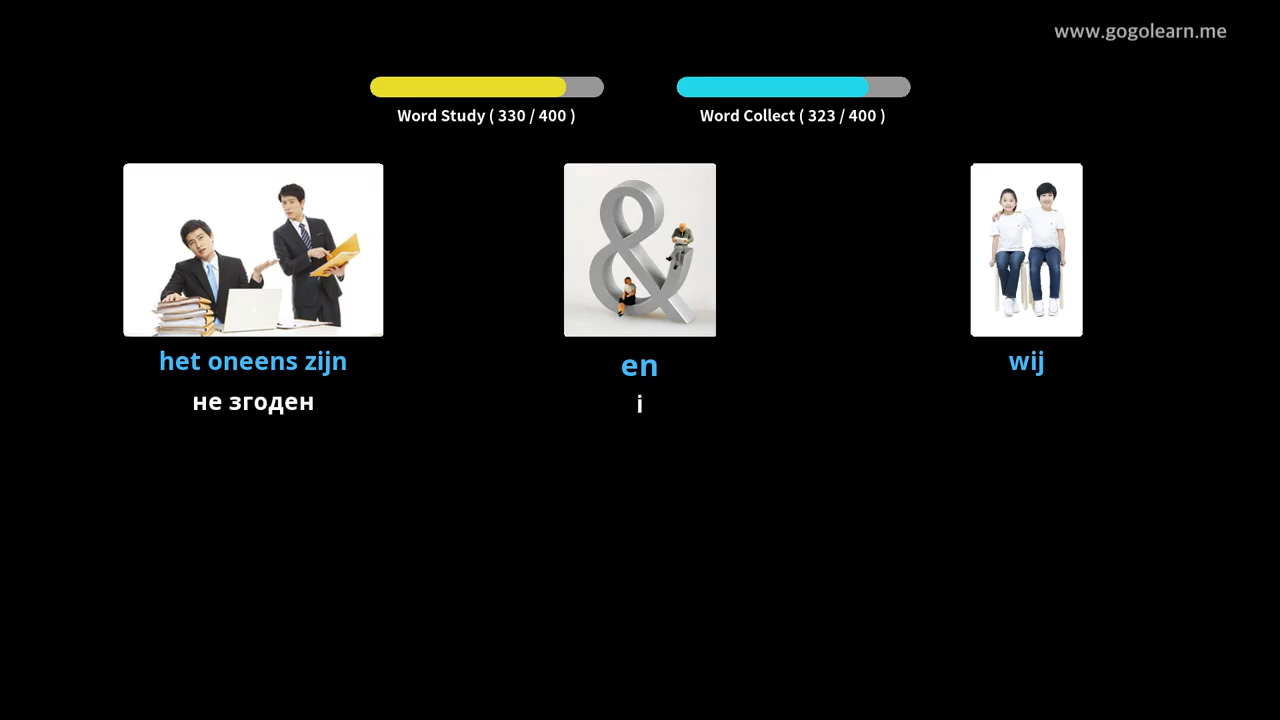 www.gogolearn.me
Word Study ( 330 / 400 )
Word Collect ( 323 / 400 )
het oneens zijn
не згоден
en
і
wij